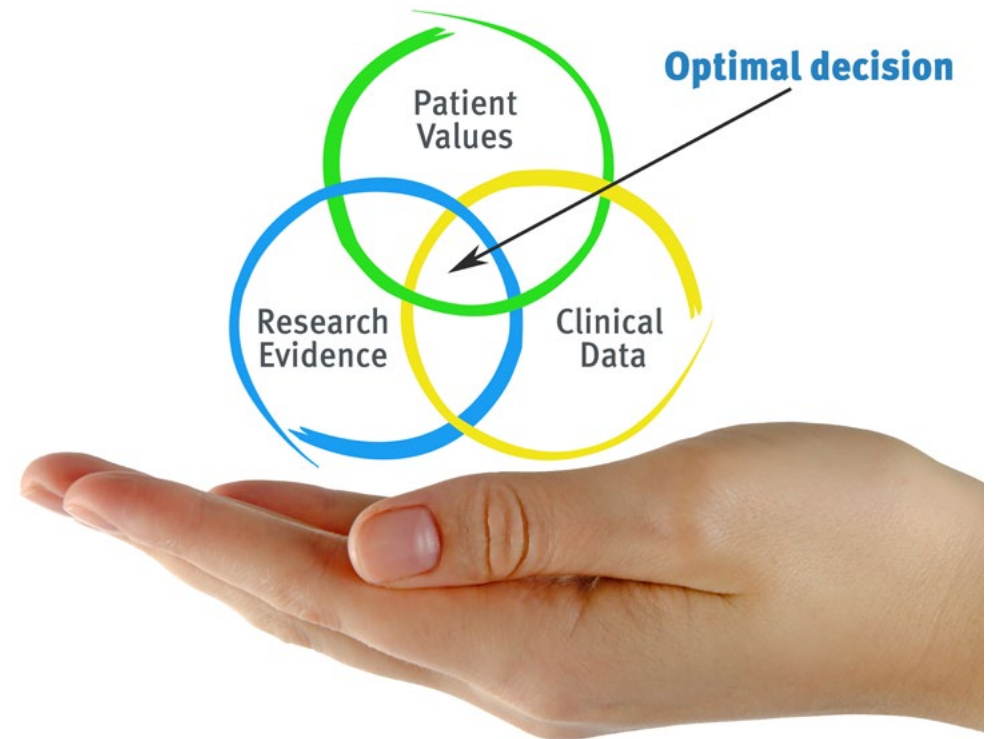 Optimal decision
Patient
Values
Research
Evidence
Clinical
Data